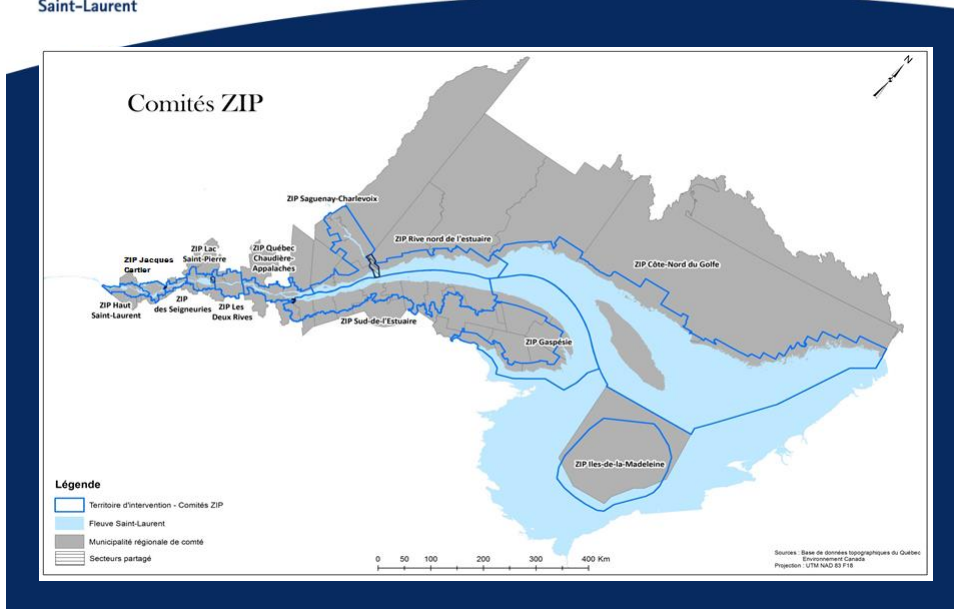 Saint-Laurent
N
Comités ZIP
ZIP Saguenay-Charlevoix
ZIP Rive nord de l'estuaire
ZIP Lac
Saint-Pierre
ZIP Québec
Chaudière-
Appalaches
ZIP Côte-Nord du Golfe
ZIP Jacques
Cartier
ZIP Haut
Saint-Laurent
ZIP
des Seigneuries
ZIP Les
Deux Rives
ZIP Sud-de-l'Estuaire
ZIP Gaspésie
ZIP Iles-de-la-Madeleine
Légende
Territoire d'intervention - Comités ZIP
Fleuve Saint-Laurent
Municipalité régionale de comté
Secteurs partagé
0 50 100 200 300 400 Km
Sources : Base de données topographiques du Québec
Environnement Canada
Projection : UTM NAD 83 F18